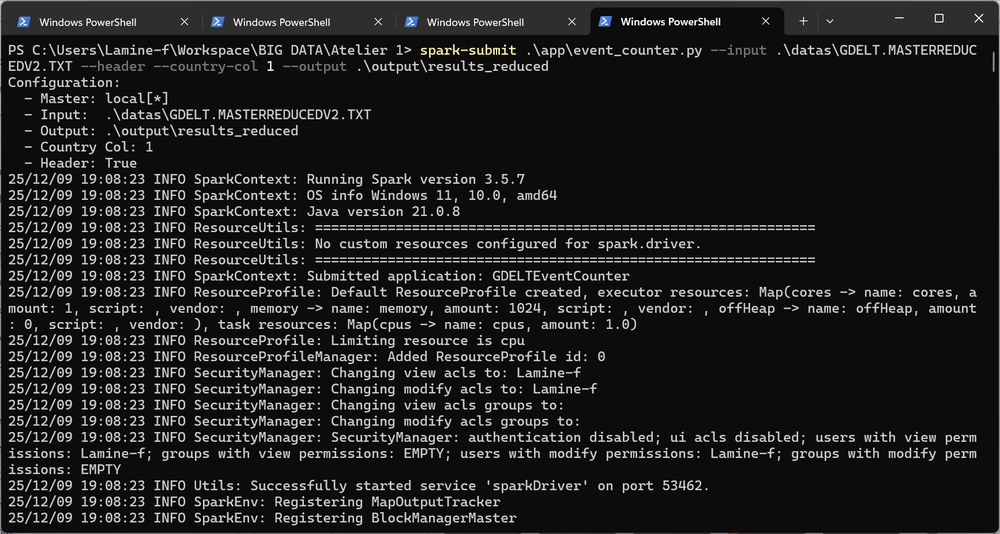 Windows PowerShell Windows PowerShell Windows PowerShell Windows PowerShell
PS C:\Users\Lamine-f\Workspace\BIG DATA\Atelier 1> spark-submit .\app\event_counter.py --input .\datas\GDELT.MASTERREDUC
EDV2.TXT --header --country-col 1 --output .\output\results_reduced
Configuration:
  - Master: local[*]
  - Input:  .\datas\GDELT.MASTERREDUCEDV2.TXT
  - Output: .\output\results_reduced
  - Country Col: 1
  - Header: True
25/12/09 19:08:23 INFO SparkContext: Running Spark version 3.5.7
25/12/09 19:08:23 INFO SparkContext: OS info Windows 11, 10.0, amd64
25/12/09 19:08:23 INFO SparkContext: Java version 21.0.8
25/12/09 19:08:23 INFO ResourceUtils: ==============================================================
25/12/09 19:08:23 INFO ResourceUtils: No custom resources configured for spark.driver.
25/12/09 19:08:23 INFO ResourceUtils: ==============================================================
25/12/09 19:08:23 INFO SparkContext: Submitted application: GDELTEventCounter
25/12/09 19:08:23 INFO ResourceProfile: Default ResourceProfile created, executor resources: Map(cores -> name: cores, a
mount: 1, script: , vendor: , memory -> name: memory, amount: 1024, script: , vendor: , offHeap -> name: offHeap, amount
: 0, script: , vendor: ), task resources: Map(cpus -> name: cpus, amount: 1.0)
25/12/09 19:08:23 INFO ResourceProfile: Limiting resource is cpu
25/12/09 19:08:23 INFO ResourceProfileManager: Added ResourceProfile id: 0
25/12/09 19:08:23 INFO SecurityManager: Changing view acls to: Lamine-f
25/12/09 19:08:23 INFO SecurityManager: Changing modify acls to: Lamine-f
25/12/09 19:08:23 INFO SecurityManager: Changing view acls groups to:
25/12/09 19:08:23 INFO SecurityManager: Changing modify acls groups to:
25/12/09 19:08:23 INFO SecurityManager: SecurityManager: authentication disabled; ui acls disabled; users with view perm
issions: Lamine-f; groups with view permissions: EMPTY; users with modify permissions: Lamine-f; groups with modify perm
issions: EMPTY
25/12/09 19:08:23 INFO Utils: Successfully started service 'sparkDriver' on port 53462.
25/12/09 19:08:23 INFO SparkEnv: Registering MapOutputTracker
25/12/09 19:08:23 INFO SparkEnv: Registering BlockManagerMaster